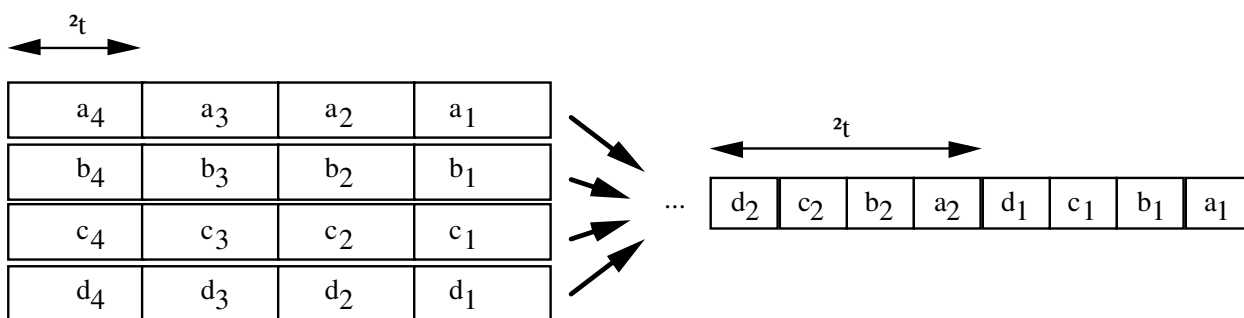 ²t
a4 a3 a2 a1
b4 b3 b2 b1
c4 c3 c2 c1
d4 d3 d2 d1
²t
... d2 c2 b2 a2 d1 c1 b1 a1